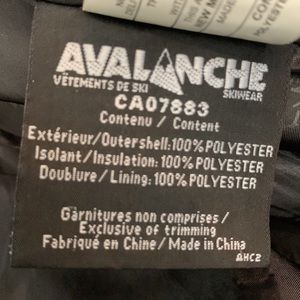 AVALANCHE
VÊTEMENTS DE SKI SKIWEAR
CA07883
Contenu / Content
Extérieur/Outershell:100% POLYESTER
Isolant/Insulation: 100% POLYESTER
Doublure / Lining: 100% POLYESTER
Garnitures non comprises /
Exclusive of trimming
Fabriqué en Chine / Made in China
AHC2